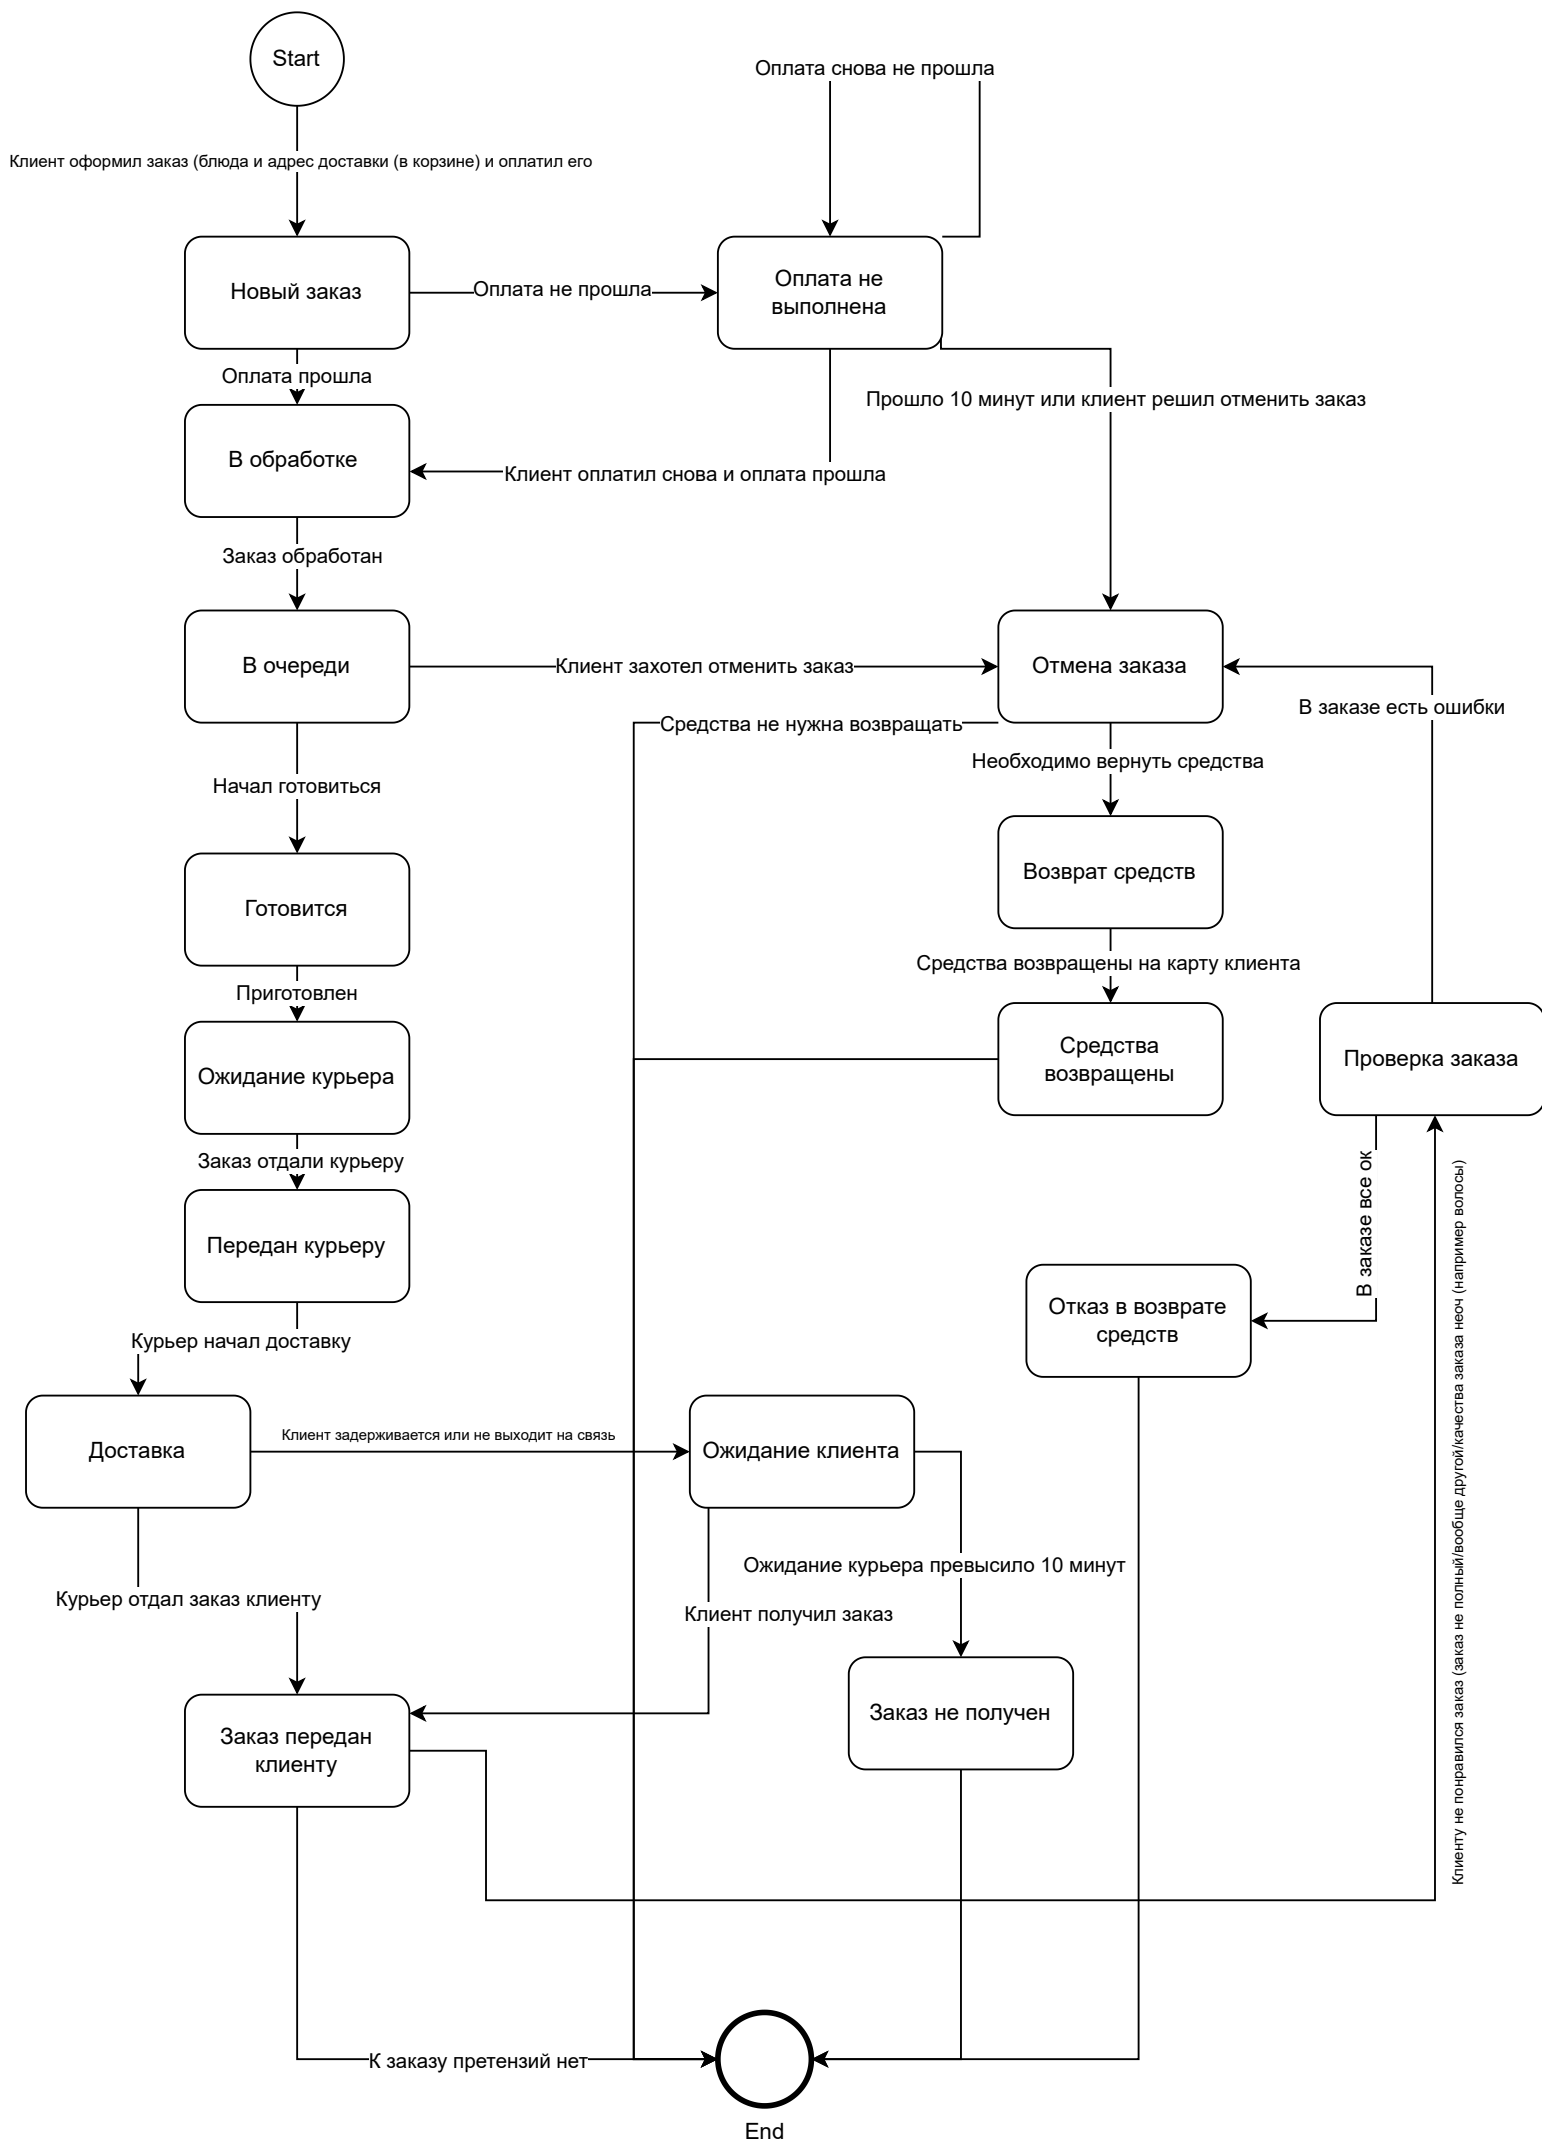 Start
Оплата снова не прошла
Клиент оформил заказ (блюда и адрес доставки (в корзине) и оплатил его
Новый заказ
Оплата не прошла
Оплата не
выполнена
Оплата прошла
Прошло 10 минут или клиент решил отменить заказ
В обработке
Клиент оплатил снова и оплата прошла
Заказ обработан
В очереди
Клиент захотел отменить заказ
Отмена заказа
В заказе есть ошибки
Средства не нужна возвращать
Необходимо вернуть средства
Начал готовиться
Возврат средств
Готовится
Средства возвращены на карту клиента
Приготовлен
Средства
возвращены
Проверка заказа
Ожидание курьера
Заказ отдали курьеру
В заказе все ок
Клиенту не понравился заказ (заказ не полный/вообще другой/качества заказа неоч (например волосы)
Передан курьеру
Отказ в возврате
средств
Курьер начал доставку
Доставка
Клиент задерживается или не выходит на связь
Ожидание клиента
Ожидание курьера превысило 10 минут
Курьер отдал заказ клиенту
Клиент получил заказ
Заказ не получен
Заказ передан
клиенту
К заказу претензий нет
End